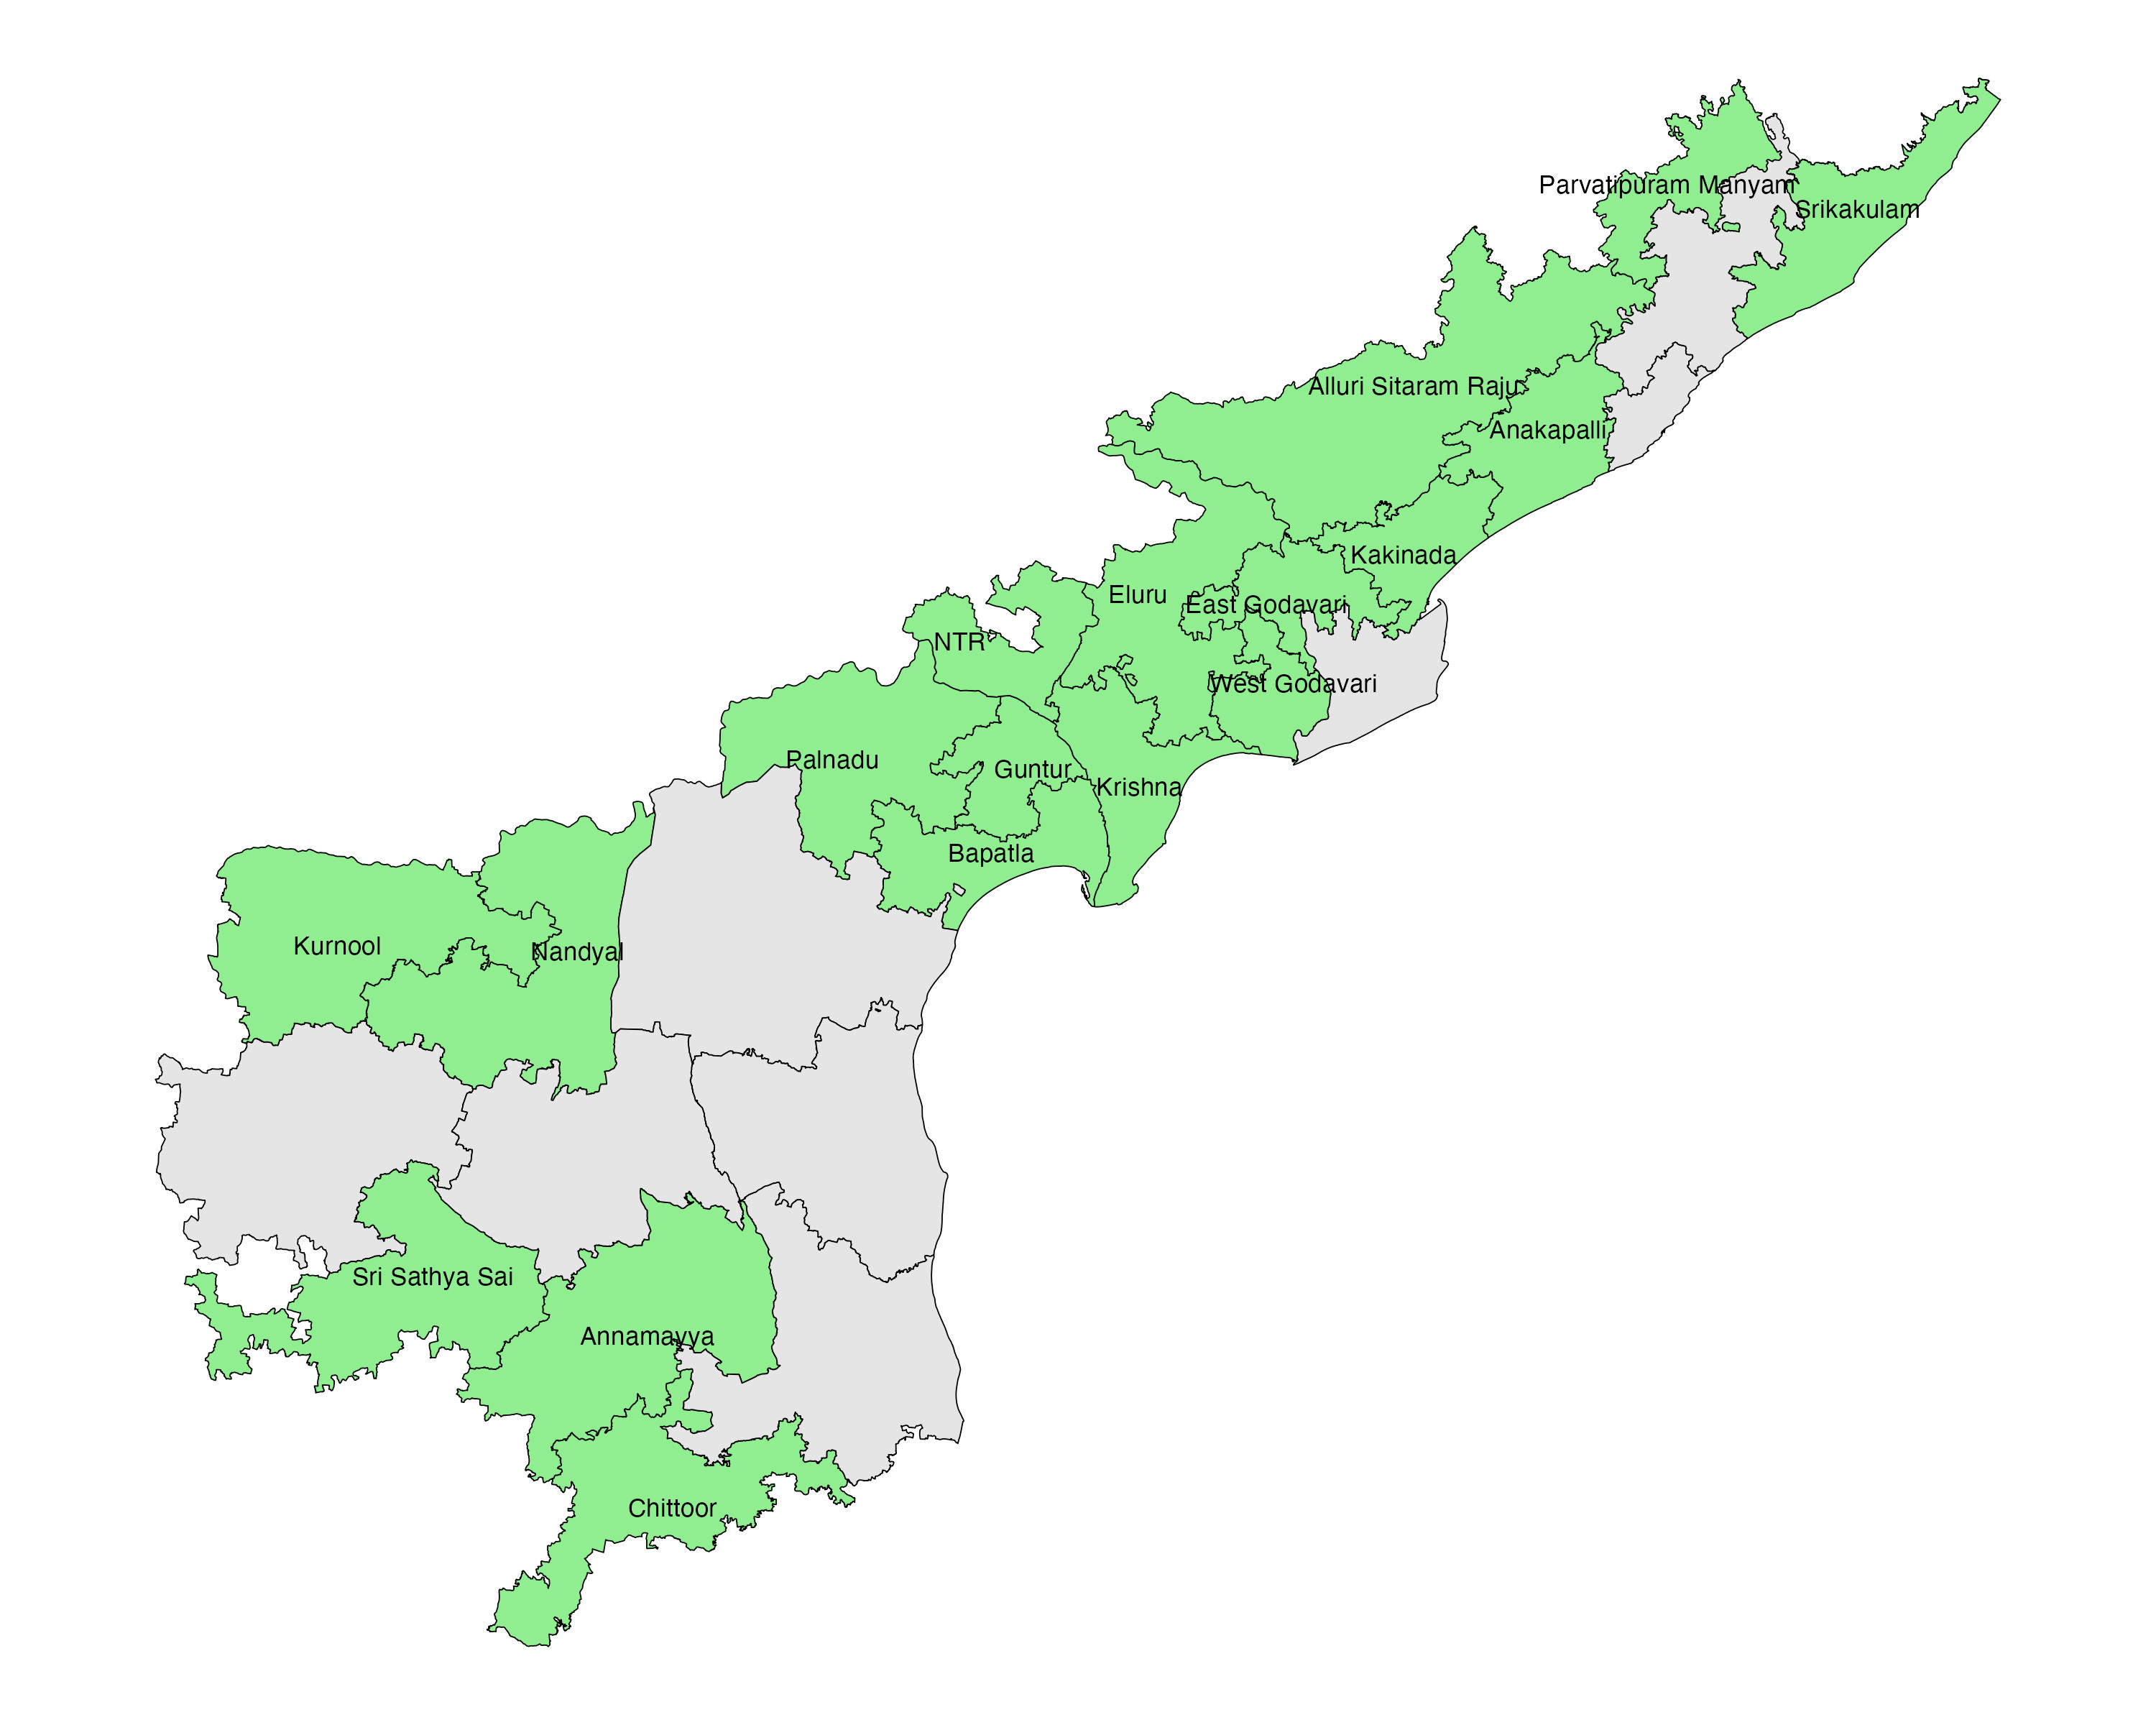 Parvatipuram Manyam
Srikakulam
Alluri Sitaram Raju
Anakapalli
Kakinada
Eluru
East Godavari
NTR
West Godavari
Palnadu
Guntur
Krishna
Bapatla
Kurnool
Nandyal
Sri Sathya Sai
Annamayya
Chittoor